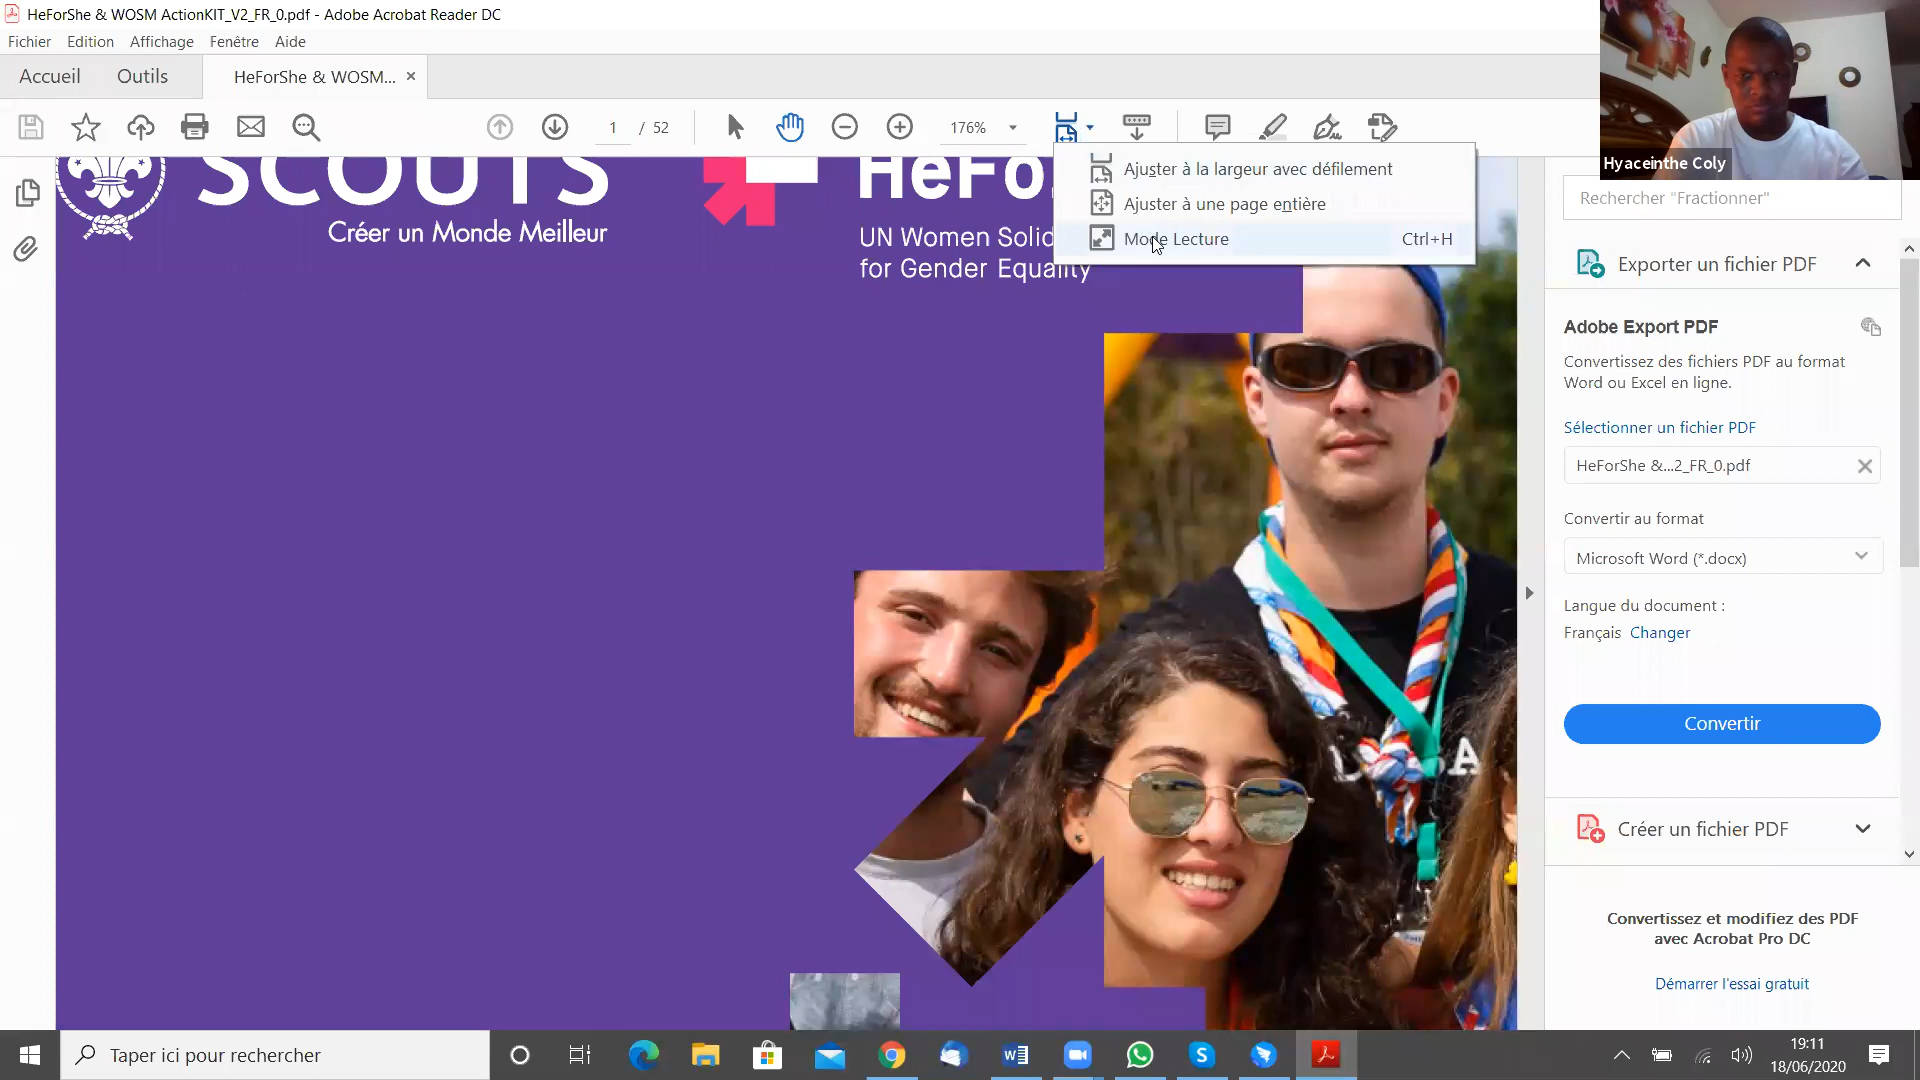 HeForShe & WOSM ActionKIT_V2_FR_0.pdf - Adobe Acrobat Reader DC
Fichier Edition Affichage Fenêtre Aide
Accueil Outils HeForShe & WOSM... ×
1 / 52 176%
Ajuster à la largeur avec défilement
Ajuster à une page entière
Mode Lecture Ctrl+H
SCOUTS
Créer un Monde Meilleur
HeFo
UN Women Solid
for Gender Equality
Hyaceinthe Coly
Rechercher "Fractionner"
Exporter un fichier PDF
Adobe Export PDF
Convertissez des fichiers PDF au format
Word ou Excel en ligne.
Sélectionner un fichier PDF
HeForShe &...2_FR_0.pdf
Convertir au format
Microsoft Word (*.docx)
Langue du document :
Français Changer
Convertir
Créer un fichier PDF
Convertissez et modifiez des PDF
avec Acrobat Pro DC
Démarrer l'essai gratuit
Taper ici pour rechercher
19:11
18/06/2020